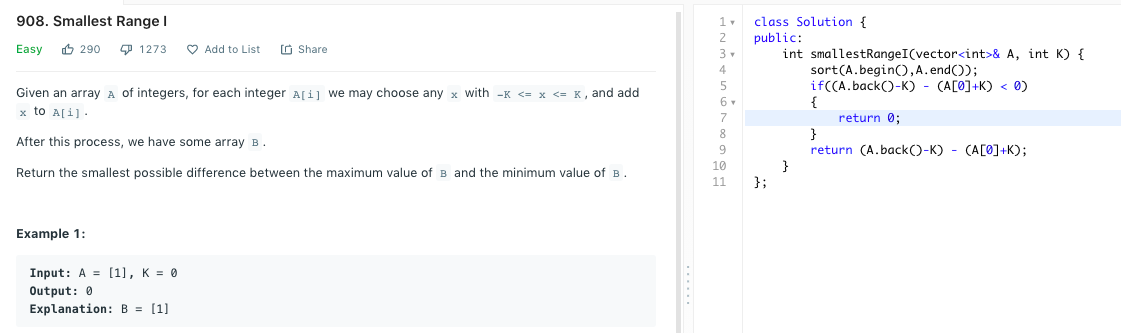 908. Smallest Range I
Easy 290 1273 Add to List Share
Given an array A of integers, for each integer A[i] we may choose any x with -K <= x <= K, and add
x to A[i].
After this process, we have some array B.
Return the smallest possible difference between the maximum value of B and the minimum value of B.
Example 1:
Input: A = [1], K = 0
Output: 0
Explanation: B = [1]
1 class Solution {
2 public:
3 int smallestRangeI(vector<int>& A, int K) {
4 sort(A.begin(),A.end());
5 if((A.back()-K) - (A[0]+K) < 0)
6 {
7 return 0;
8 }
9 return (A.back()-K) - (A[0]+K);
10 }
11 };